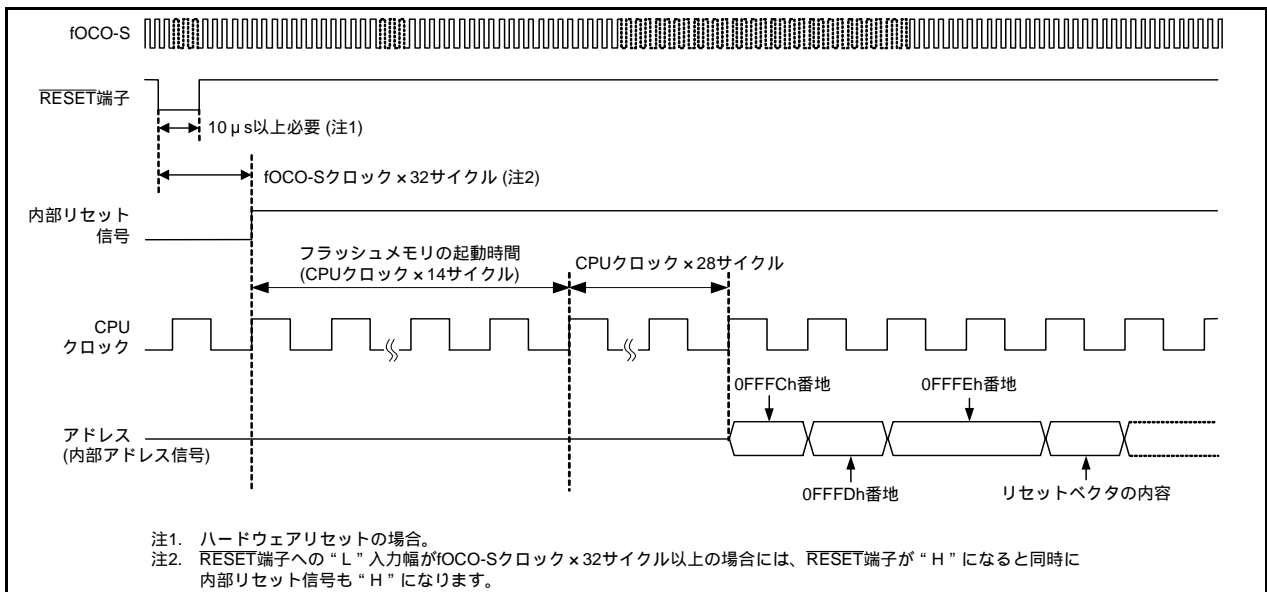 fOCO-S
RESET端子
10μs以上必要 (注1)
fOCO-Sクロック×32サイクル (注2)
内部リセット
信号
フラッシュメモリの起動時間
(CPUクロック×14サイクル)
CPUクロック×28サイクル
CPU
クロック
0FFFCh番地
0FFFEh番地
アドレス
(内部アドレス信号)
0FFFDh番地
リセットベクタの内容
注1. ハードウェアリセットの場合。
注2. RESET端子への“L”入力幅がfOCO-Sクロック×32サイクル以上の場合には、RESET端子が“H”になると同時に
内部リセット信号も“H”になります。